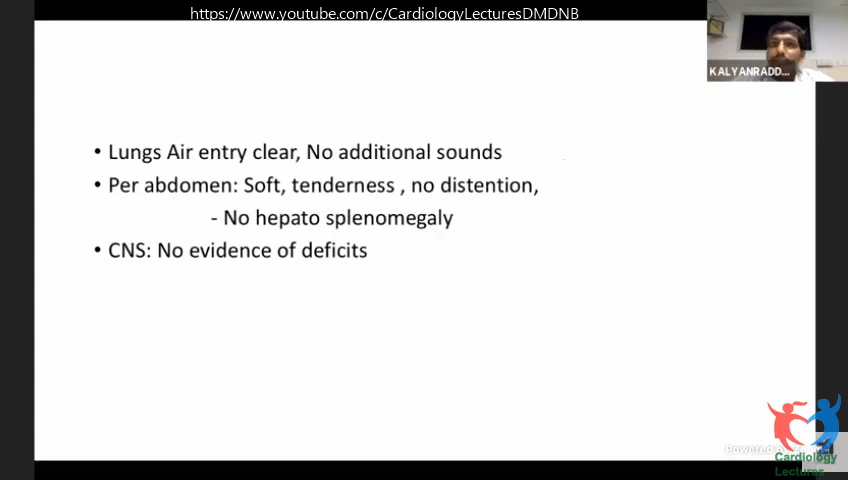 https://www.youtube.com/c/CardiologyLecturesDMDNB
KALYANRADD...
• Lungs Air entry clear, No additional sounds
• Per abdomen: Soft, tenderness , no distention,
- No hepato splenomegaly
• CNS: No evidence of deficits
Powered
Cardiology
Lectures